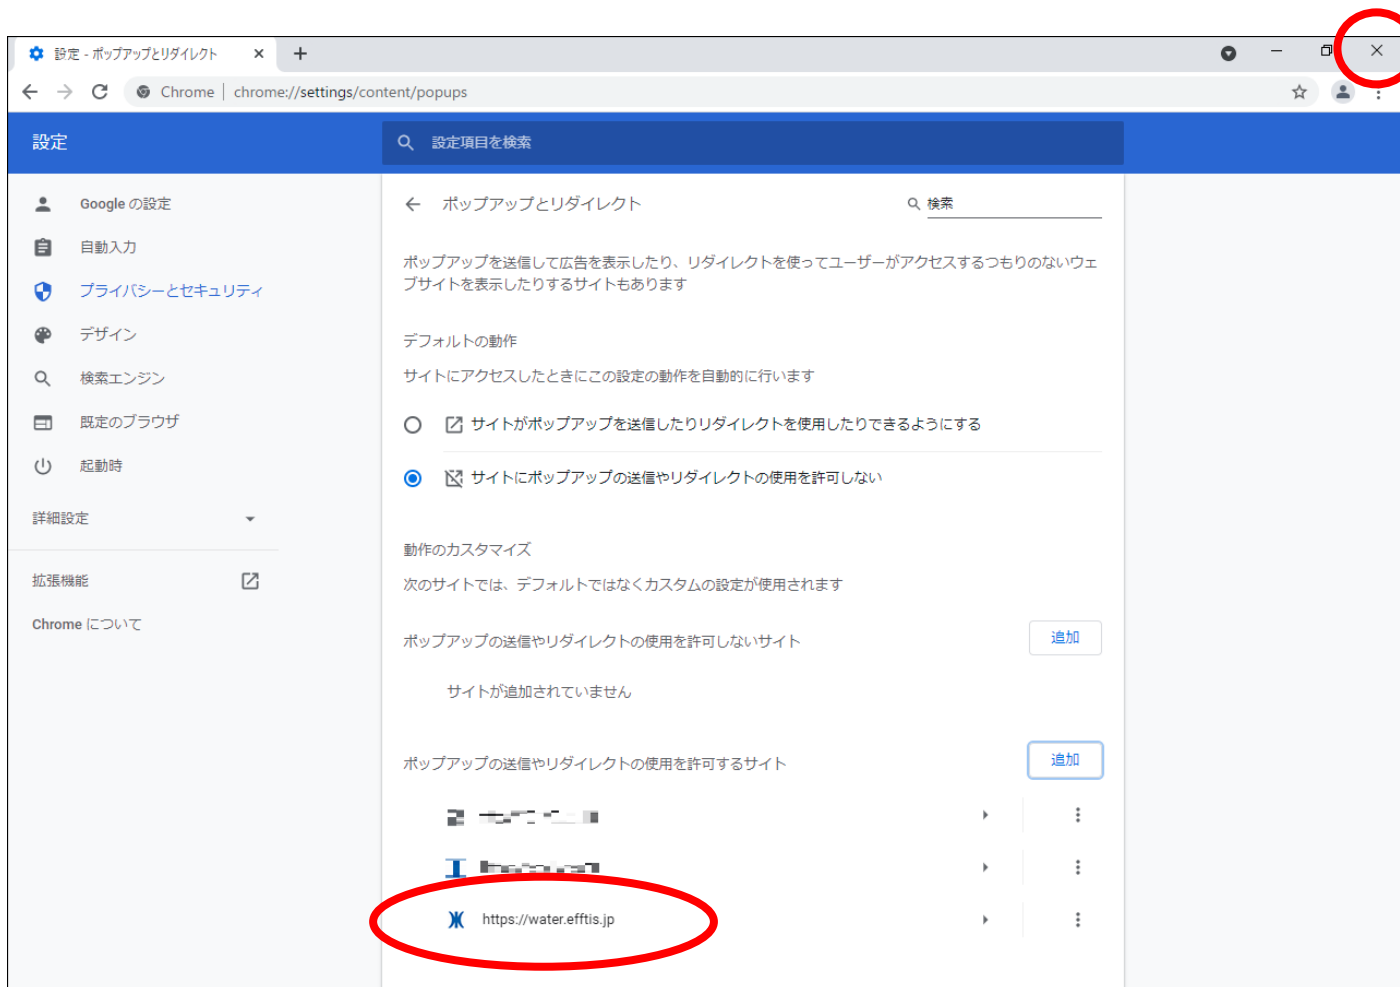 設定 - ポップアップとリダイレクト
Chrome | chrome://settings/content/popups
設定
設定項目を検索
Google の設定
自動入力
プライバシーとセキュリティ
デザイン
検索エンジン
既定のブラウザ
起動時
詳細設定
拡張機能
Chrome について
ポップアップとリダイレクト
検索
ポップアップを送信して広告を表示したり、リダイレクトを使ってユーザーがアクセスするつもりのないウェ
ブサイトを表示したりするサイトもあります
デフォルトの動作
サイトにアクセスしたときにこの設定の動作を自動的に行います
サイトがポップアップを送信したりリダイレクトを使用したりできるようにする
サイトにポップアップの送信やリダイレクトの使用を許可しない
動作のカスタマイズ
次のサイトでは、デフォルトではなくカスタムの設定が使用されます
ポップアップの送信やリダイレクトの使用を許可しないサイト
追加
サイトが追加されていません
ポップアップの送信やリダイレクトの使用を許可するサイト
追加
https://water.efftis.jp